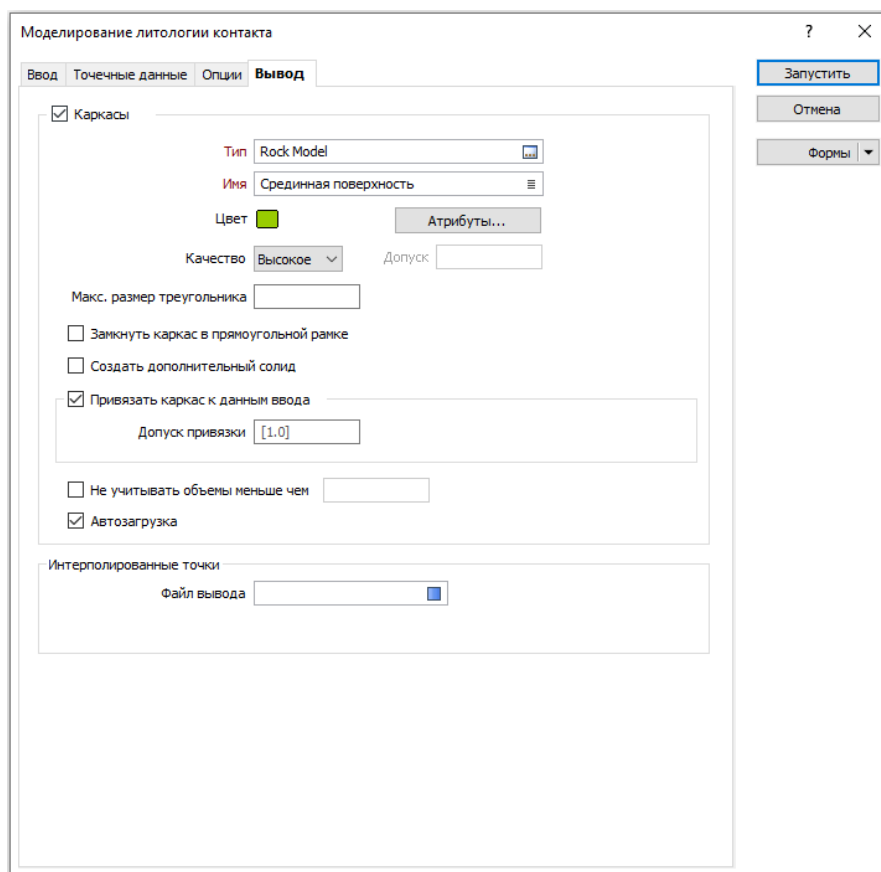 Моделирование литологии контакта ?
Ввод Точечные данные Опции Вывод Запустить
Каркасы Отмена
Тип Rock Model Формы
Имя Срединная поверхность
Цвет Атрибуты...
Качество Высокое Допуск
Макс. размер треугольника
Замкнуть каркас в прямоугольной рамке
Создать дополнительный солид
Привязать каркас к данным ввода
Допуск привязки [1.0]
Не учитывать объемы меньше чем
Автозагрузка
Интерполированные точки
Файл вывода